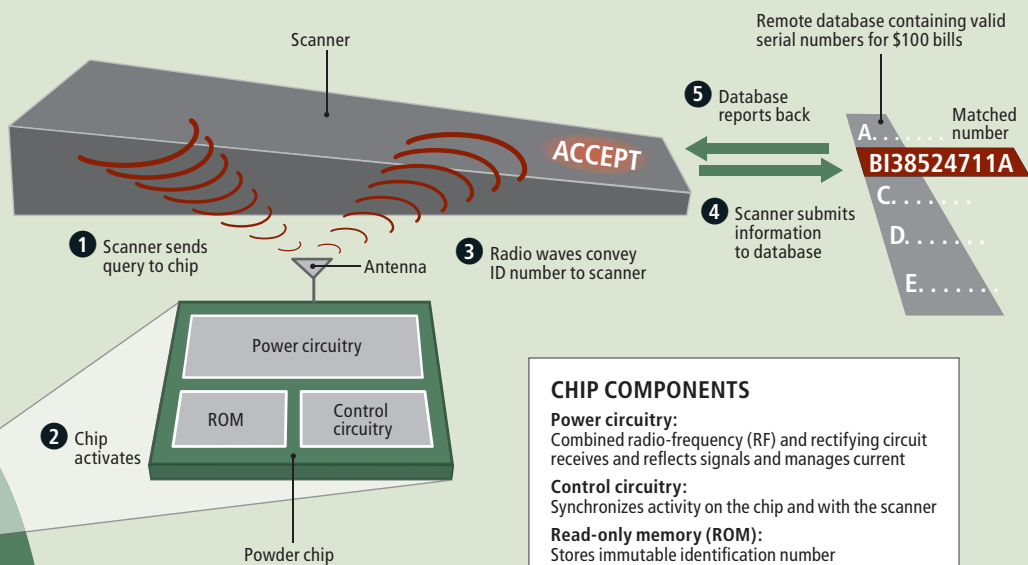 Scanner
Remote database containing valid
serial numbers for $100 bills
5 Database
reports back
Matched
number
ACCEPT
A. . . . . . .
BI38524711A
C. . . . . . .
D. . . . . . .
E. . . . . . .
4 Scanner submits
information
to database
1 Scanner sends
query to chip
Antenna
3 Radio waves convey
ID number to scanner
Power circuitry
ROM
Control
circuitry
2 Chip
activates
Powder chip
CHIP COMPONENTS
Power circuitry:
Combined radio-frequency (RF) and rectifying circuit
receives and reflects signals and manages current
Control circuitry:
Synchronizes activity on the chip and with the scanner
Read-only memory (ROM):
Stores immutable identification number